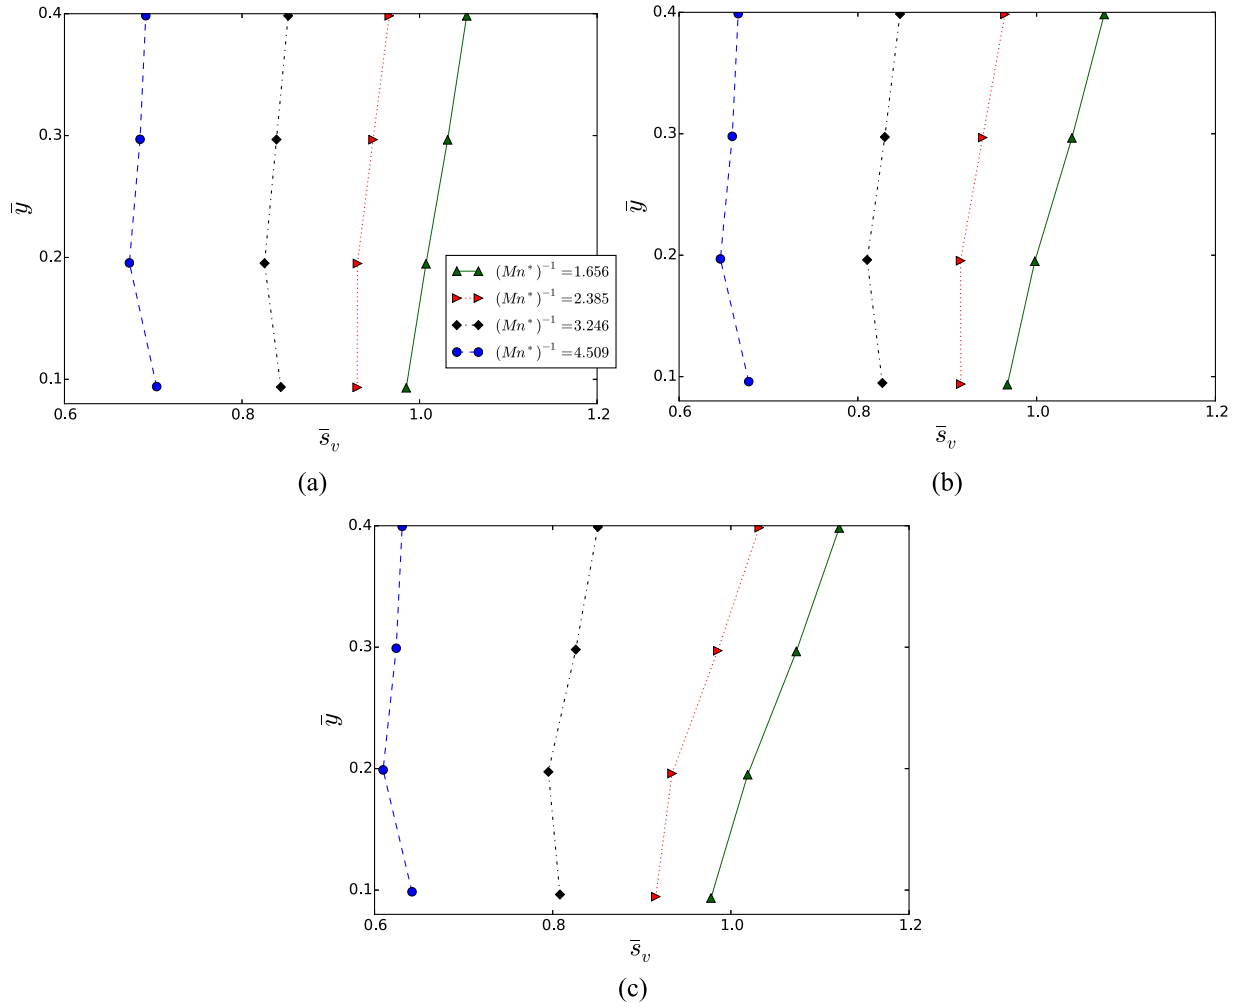 0.4
0.3
0.2
0.1
ȳ
0.6 0.8 1.0 1.2
s̄ᵥ
(Mn*)⁻¹ = 1.656
(Mn*)⁻¹ = 2.385
(Mn*)⁻¹ = 3.246
(Mn*)⁻¹ = 4.509
(a)
0.4
0.3
0.2
0.1
ȳ
0.6 0.8 1.0 1.2
s̄ᵥ
(b)
0.4
0.3
0.2
0.1
ȳ
0.6 0.8 1.0 1.2
s̄ᵥ
(c)